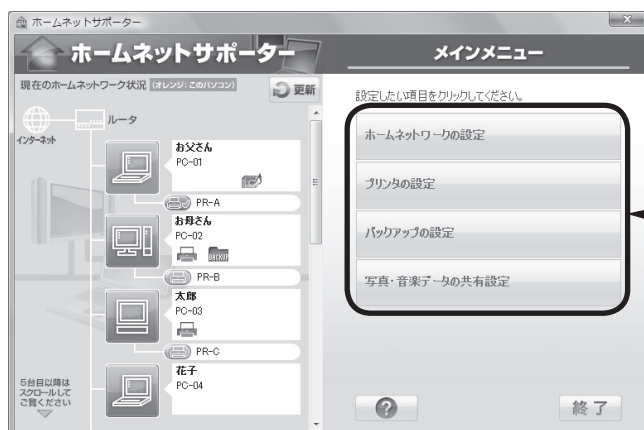 ホームネットサポーター
ホームネットサポーター
現在のホームネットワーク状況 (オレンジ:このパソコン)
更新
ルータ
インターネット
お父さん
PC-01
PR-A
お母さん
PC-02
BACKUP
PR-B
太郎
PC-03
PR-C
花子
PC-04
5台目以降は
スクロールして
ご覧ください
メインメニュー
設定したい項目をクリックしてください。
ホームネットワークの設定
プリンタの設定
バックアップの設定
写真・音楽データの共有設定
?
終了